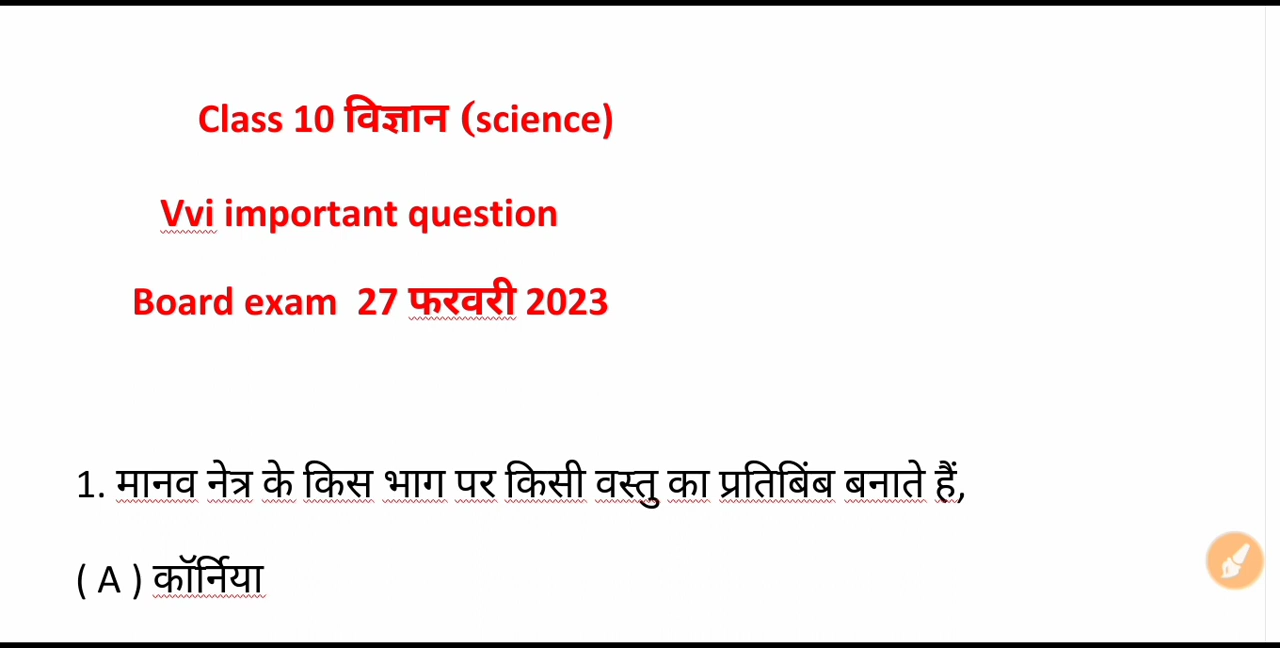 Class 10 विज्ञान (science)
Vvi important question
Board exam 27 फरवरी 2023
1. मानव नेत्र के किस भाग पर किसी वस्तु का प्रतिबिंब बनाते हैं,
( A ) कॉर्निया